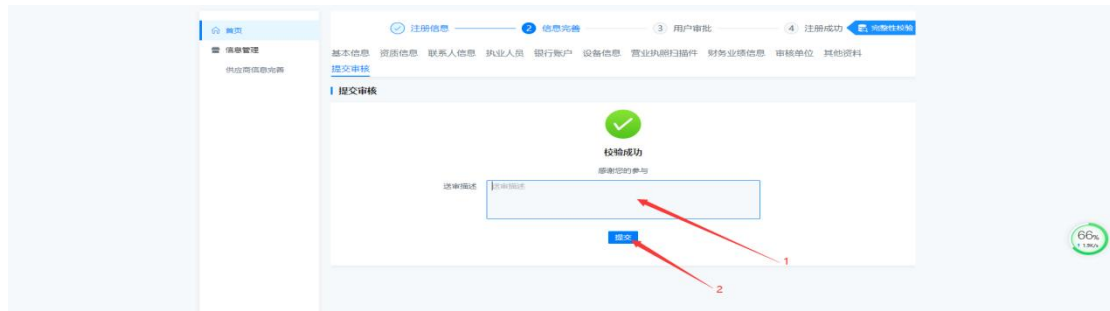 首页
信息管理
供应商信息完善
注册信息 2 信息完善 3 用户审批 4 注册成功 完整性校验
基本信息 资质信息 联系人信息 执业人员 银行账户 设备信息 营业执照扫描件 财务业绩信息 审核单位 其他资料
提交审核
提交审核
校验成功
感谢您的参与
送审描述 送审描述
提交
1
2
66%